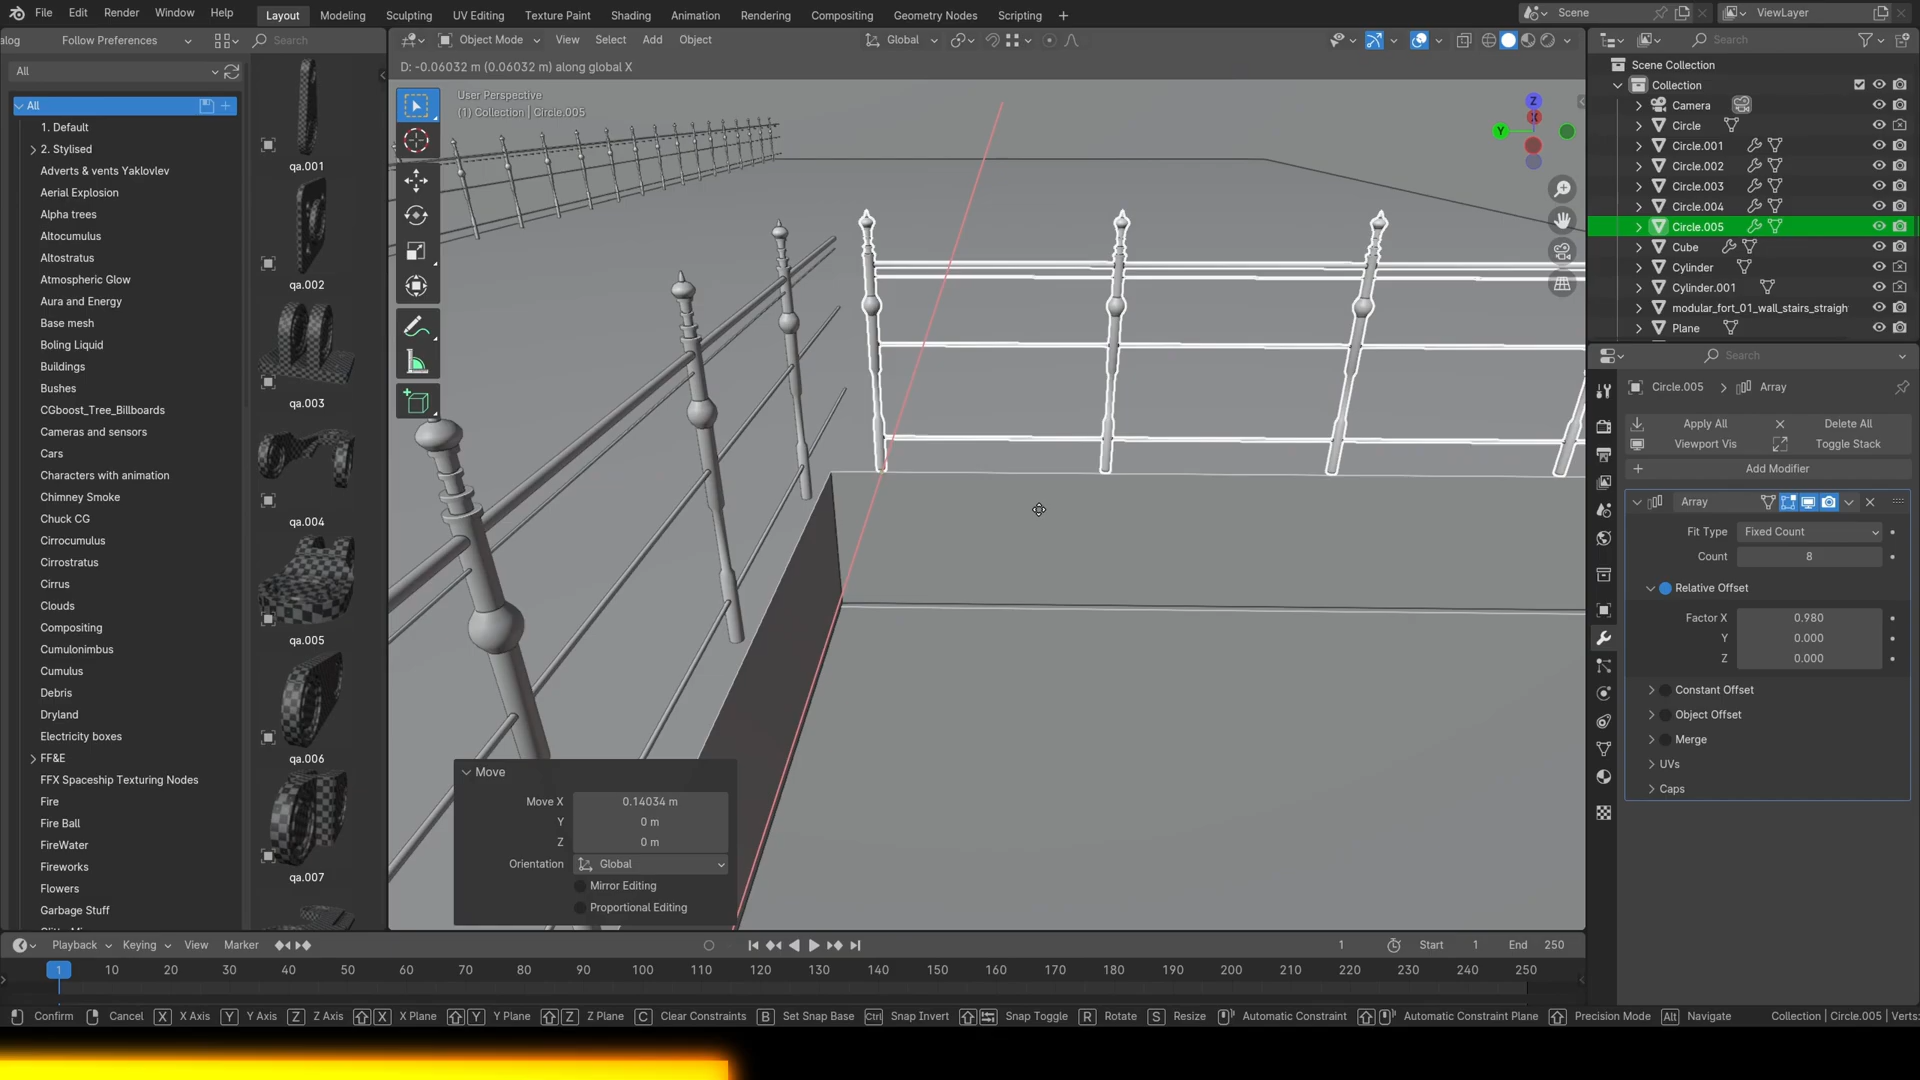 File Edit Render Window Help Layout Modeling Sculpting UV Editing Texture Paint Shading Animation Rendering Compositing Geometry Nodes Scripting + Scene ViewLayer
alog Follow Preferences Search
Object Mode View Select Add Object Global Search
D: -0.06032 m (0.06032 m) along global X
User Perspective
(1) Collection | Circle.005
All
All
1. Default
2. Stylised
Adverts & vents Yaklovlev
Aerial Explosion
Alpha trees
Altocumulus
Altostratus
Atmospheric Glow
Aura and Energy
Base mesh
Boling Liquid
Buildings
Bushes
CGboost_Tree_Billboards
Cameras and sensors
Cars
Characters with animation
Chimney Smoke
Chuck CG
Cirrocumulus
Cirrostratus
Cirrus
Clouds
Compositing
Cumulonimbus
Cumulus
Debris
Dryland
Electricity boxes
FF&E
FFX Spaceship Texturing Nodes
Fire
Fire Ball
FireWater
Fireworks
Flowers
Garbage Stuff
qa.001
qa.002
qa.003
qa.004
qa.005
qa.006
qa.007
Z
X
Y
Move
Move X 0.14034 m
Y 0 m
Z 0 m
Orientation Global
Mirror Editing
Proportional Editing
Scene Collection
Collection
Camera
Circle
Circle.001
Circle.002
Circle.003
Circle.004
Circle.005
Cube
Cylinder
Cylinder.001
modular_fort_01_wall_stairs_straigh
Plane
Search
Circle.005 > Array
Apply All Delete All
Viewport Vis Toggle Stack
Add Modifier
Array
Fit Type Fixed Count
Count 8
Relative Offset
Factor X 0.980
Y 0.000
Z 0.000
Constant Offset
Object Offset
Merge
UVs
Caps
Playback Keying View Marker 1 Start 1 End 250
1 10 20 30 40 50 60 70 80 90 100 110 120 130 140 150 160 170 180 190 200 210 220 230 240 250
Confirm Cancel X X Axis Y Y Axis Z Z Axis X X Plane Y Y Plane Z Z Plane C Clear Constraints B Set Snap Base Ctrl Snap Invert Snap Toggle R Rotate S Resize Automatic Constraint Automatic Constraint Plane Precision Mode Alt Navigate Collection | Circle.005 | Verts: